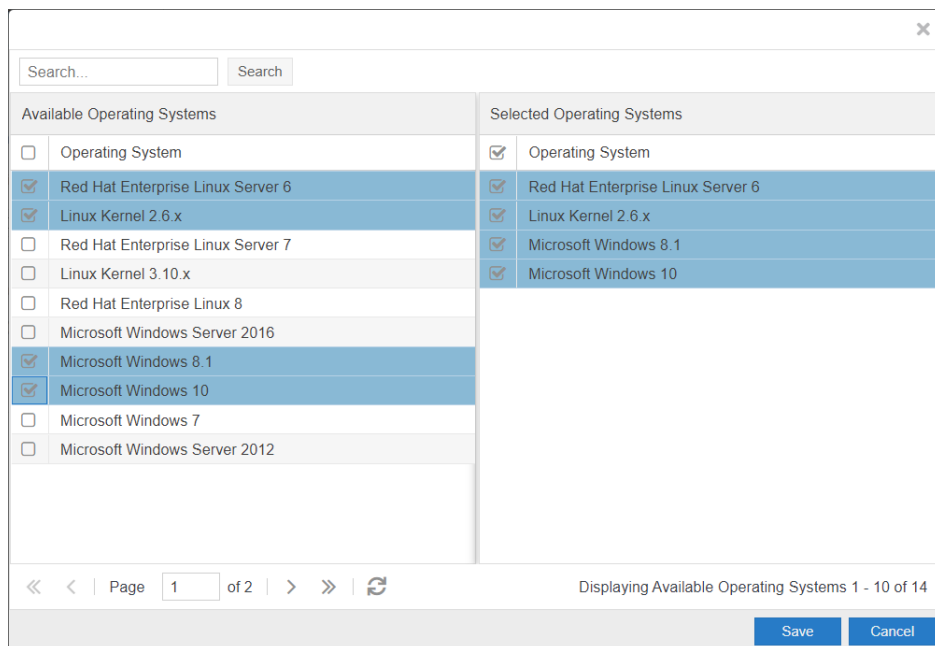 Search...
Search
Available Operating Systems
Selected Operating Systems
Operating System
Operating System
Red Hat Enterprise Linux Server 6
Red Hat Enterprise Linux Server 6
Linux Kernel 2.6.x
Linux Kernel 2.6.x
Red Hat Enterprise Linux Server 7
Microsoft Windows 8.1
Linux Kernel 3.10.x
Microsoft Windows 10
Red Hat Enterprise Linux 8
Microsoft Windows Server 2016
Microsoft Windows 8.1
Microsoft Windows 10
Microsoft Windows 7
Microsoft Windows Server 2012
Page 1 of 2
Displaying Available Operating Systems 1 - 10 of 14
Save
Cancel